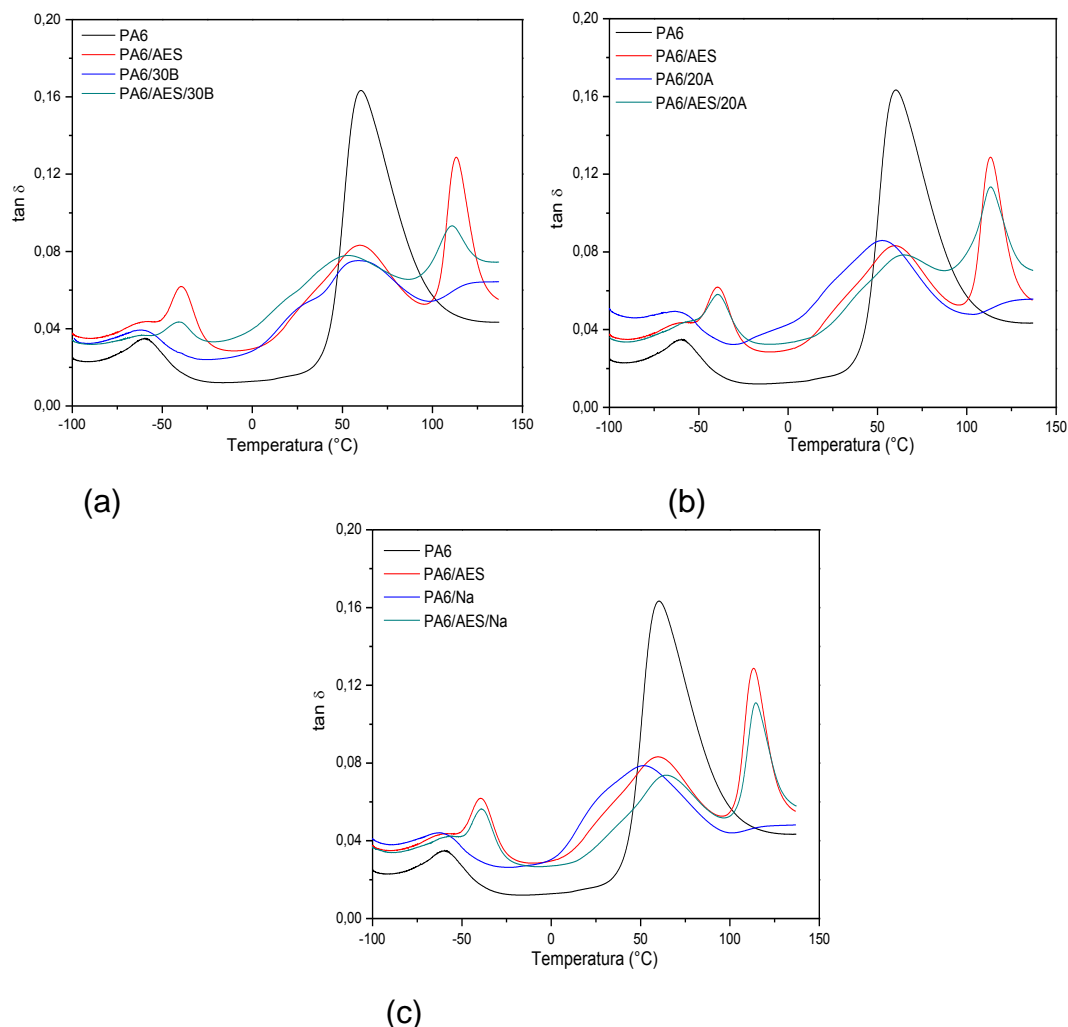 0,20
PA6
PA6/AES
PA6/30B
PA6/AES/30B
0,16
0,12
0,08
0,04
0,00
tan δ
-100 -50 0 50 100 150
Temperatura (°C)
(a)
0,20
PA6
PA6/AES
PA6/20A
PA6/AES/20A
0,16
0,12
0,08
0,04
0,00
tan δ
-100 -50 0 50 100 150
Temperatura (°C)
(b)
0,20
PA6
PA6/AES
PA6/Na
PA6/AES/Na
0,16
0,12
0,08
0,04
0,00
tan δ
-100 -50 0 50 100 150
Temperatura (°C)
(c)